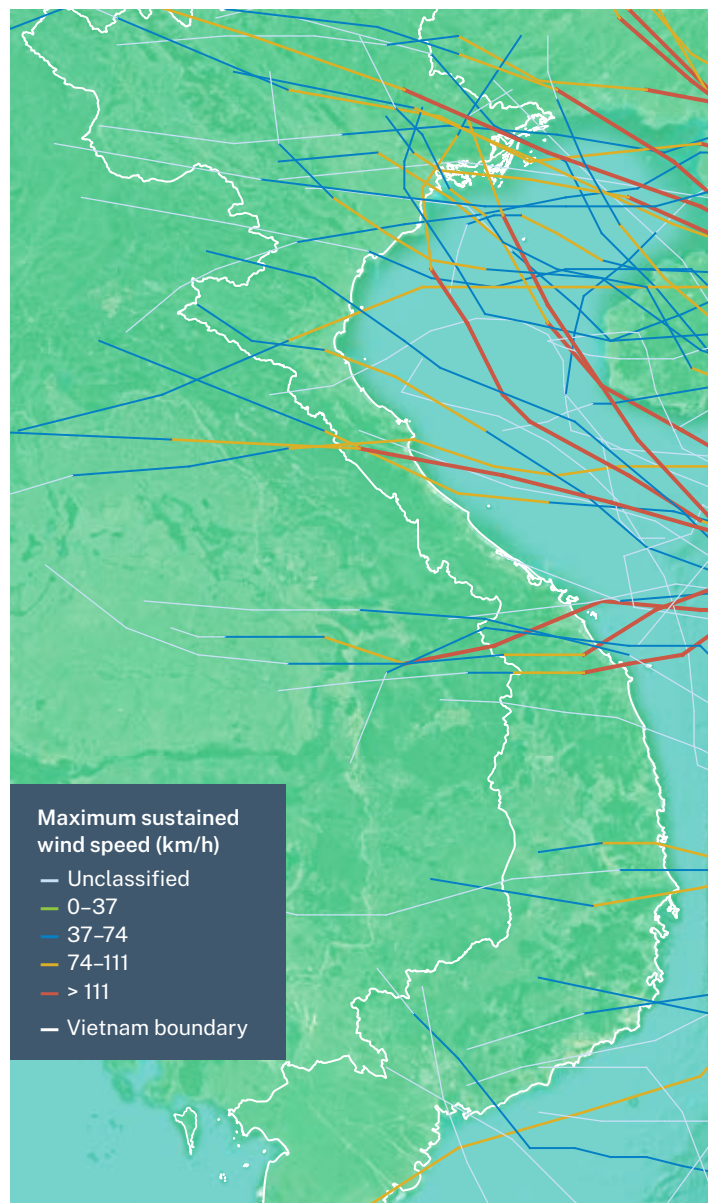 Maximum sustained
wind speed (km/h)
Unclassified
0–37
37–74
74–111
> 111
Vietnam boundary